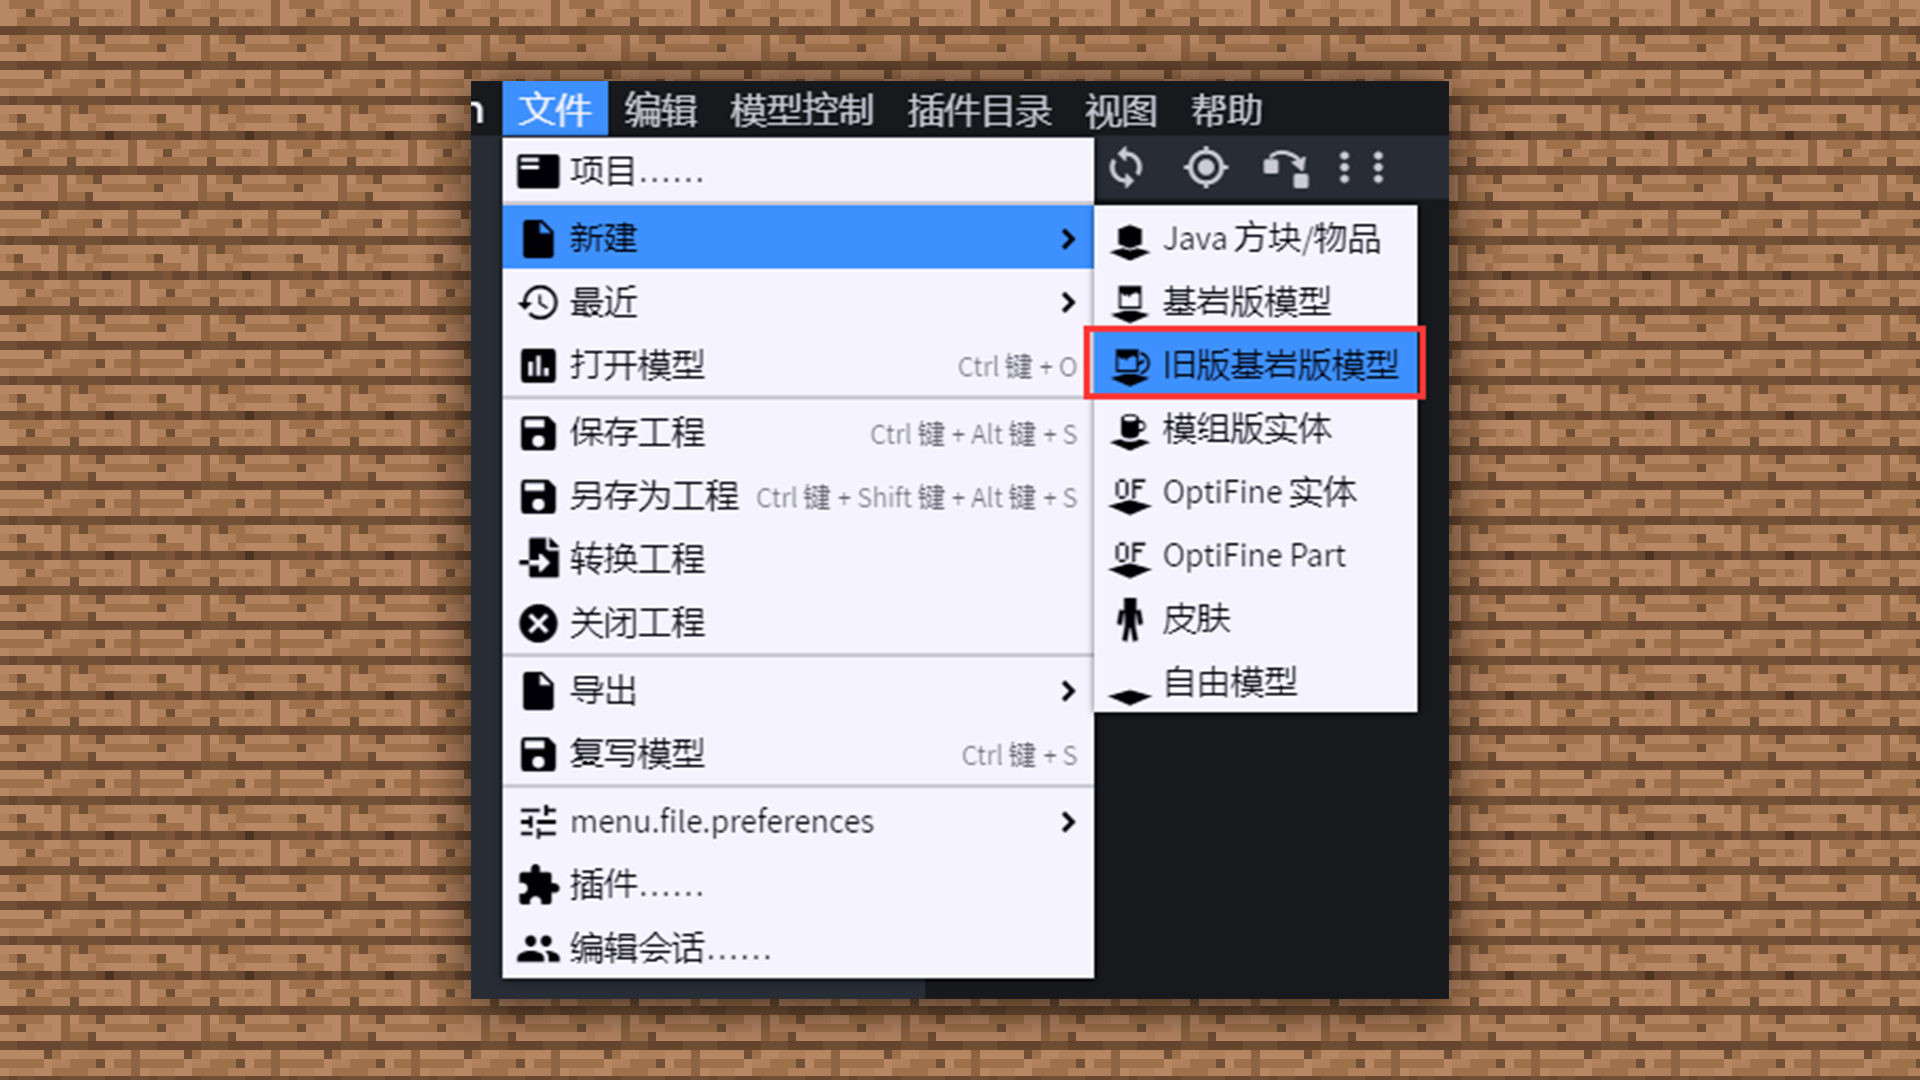 n 文件 编辑 模型控制 插件目录 视图 帮助
项目……
新建
最近
打开模型 Ctrl 键 + O
保存工程 Ctrl 键 + Alt 键 + S
另存为工程 Ctrl 键 + Shift 键 + Alt 键 + S
转换工程
关闭工程
导出
复写模型 Ctrl 键 + S
menu.file.preferences
插件……
编辑会话……
Java 方块/物品
基岩版模型
旧版基岩版模型
模组版实体
OF OptiFine 实体
OF OptiFine Part
皮肤
自由模型